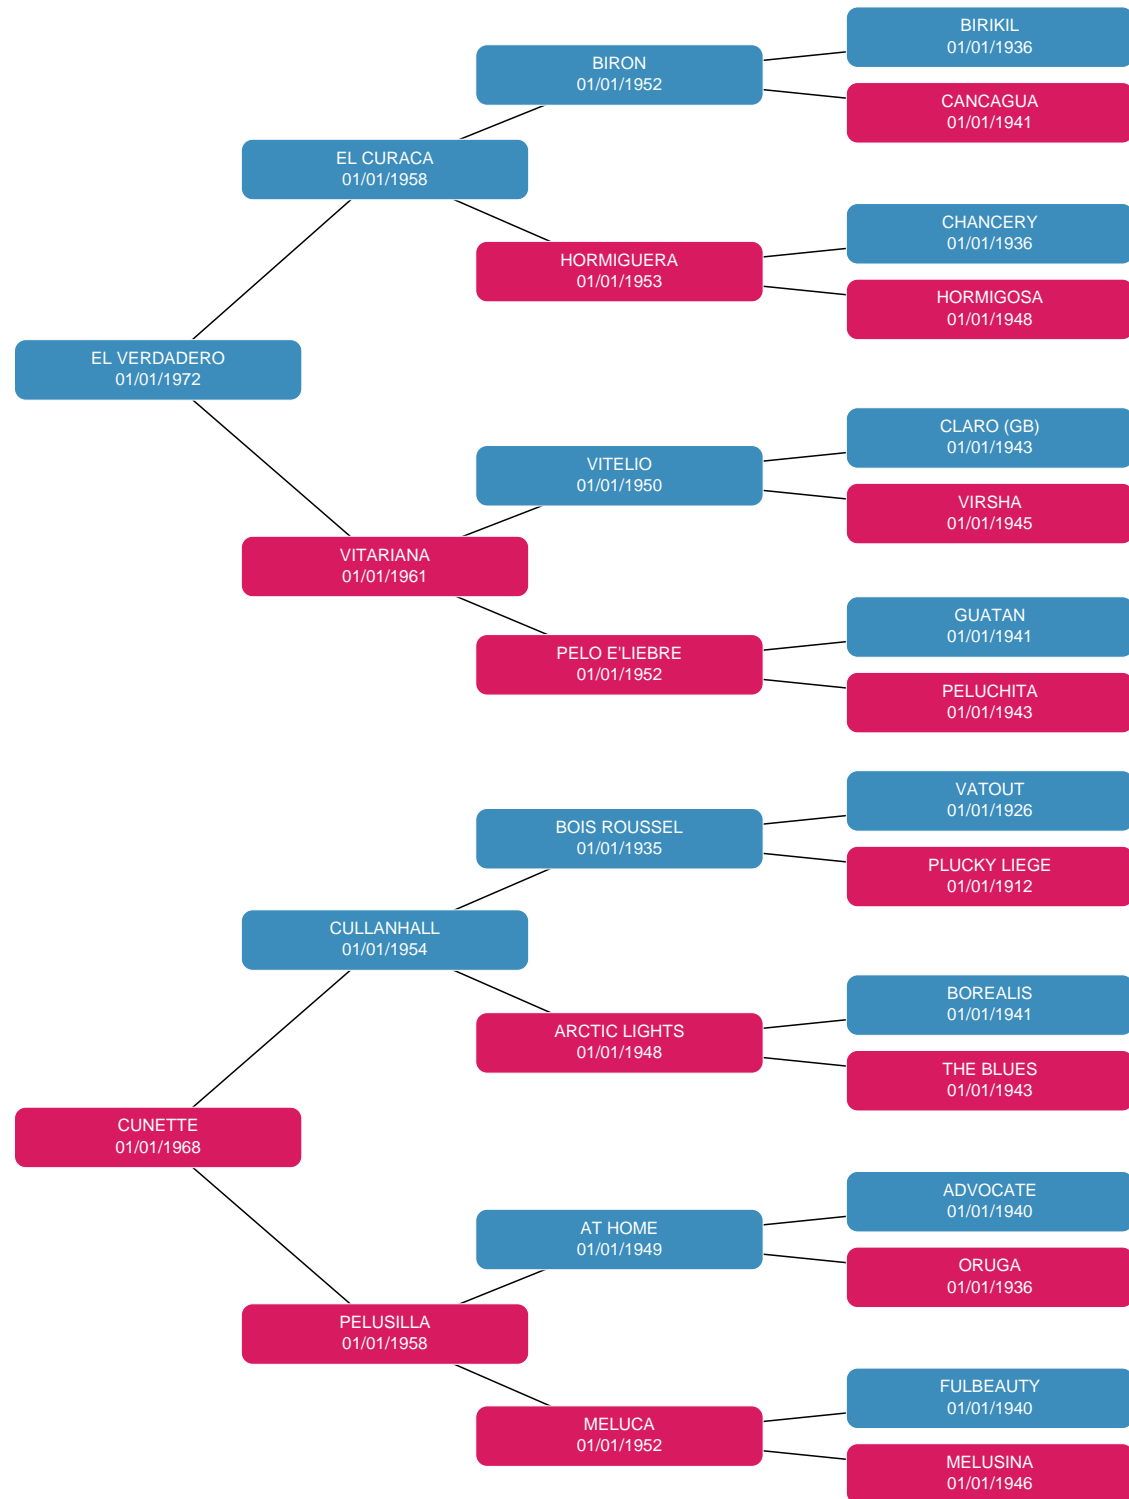 BIRIKIL
01/01/1936
BIRON
01/01/1952
CANCAGUA
01/01/1941
EL CURACA
01/01/1958
CHANCERY
01/01/1936
HORMIGUERA
01/01/1953
HORMIGOSA
01/01/1948
EL VERDADERO
01/01/1972
CLARO (GB)
01/01/1943
VITELIO
01/01/1950
VIRSHA
01/01/1945
VITARIANA
01/01/1961
GUATAN
01/01/1941
PELO E'LIEBRE
01/01/1952
PELUCHITA
01/01/1943
VATOUT
01/01/1926
BOIS ROUSSEL
01/01/1935
PLUCKY LIEGE
01/01/1912
CULLANHALL
01/01/1954
BOREALIS
01/01/1941
ARCTIC LIGHTS
01/01/1948
THE BLUES
01/01/1943
CUNETTE
01/01/1968
ADVOCATE
01/01/1940
AT HOME
01/01/1949
ORUGA
01/01/1936
PELUSILLA
01/01/1958
FULBEAUTY
01/01/1940
MELUCA
01/01/1952
MELUSINA
01/01/1946